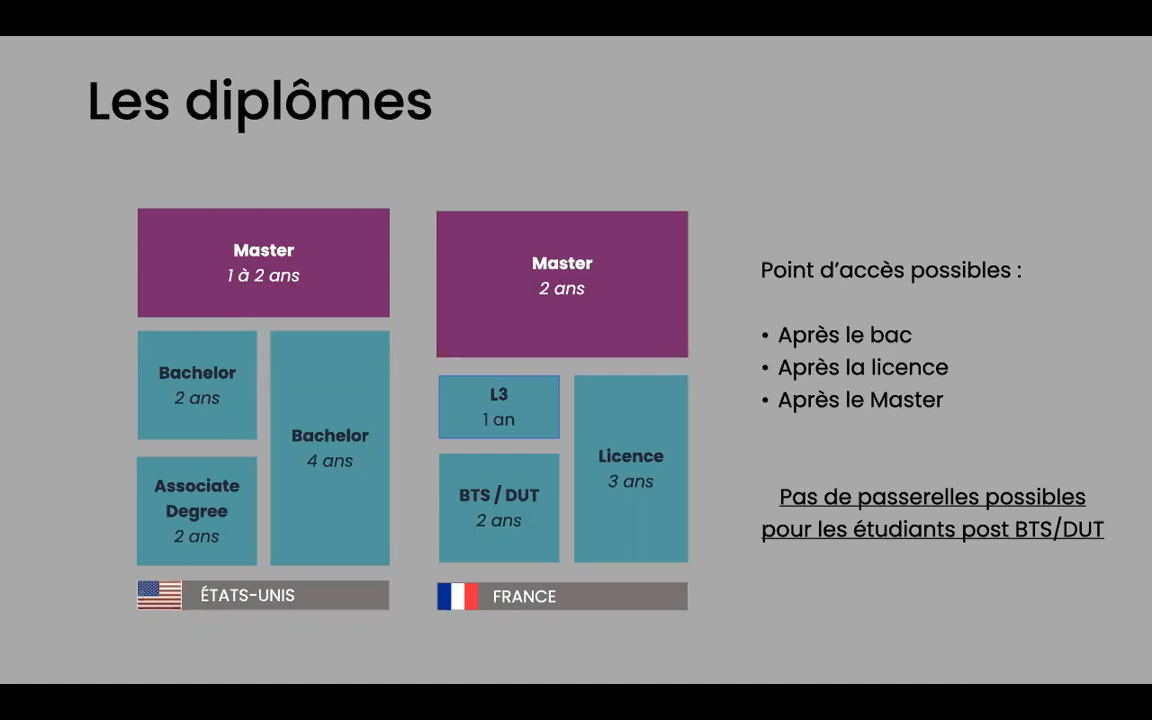 Les diplômes
Master
1 à 2 ans
Bachelor
2 ans
Bachelor
4 ans
Associate
Degree
2 ans
ÉTATS-UNIS
Master
2 ans
L3
1 an
BTS / DUT
2 ans
Licence
3 ans
FRANCE
Point d’accès possibles :
• Après le bac
• Après la licence
• Après le Master
Pas de passerelles possibles
pour les étudiants post BTS/DUT